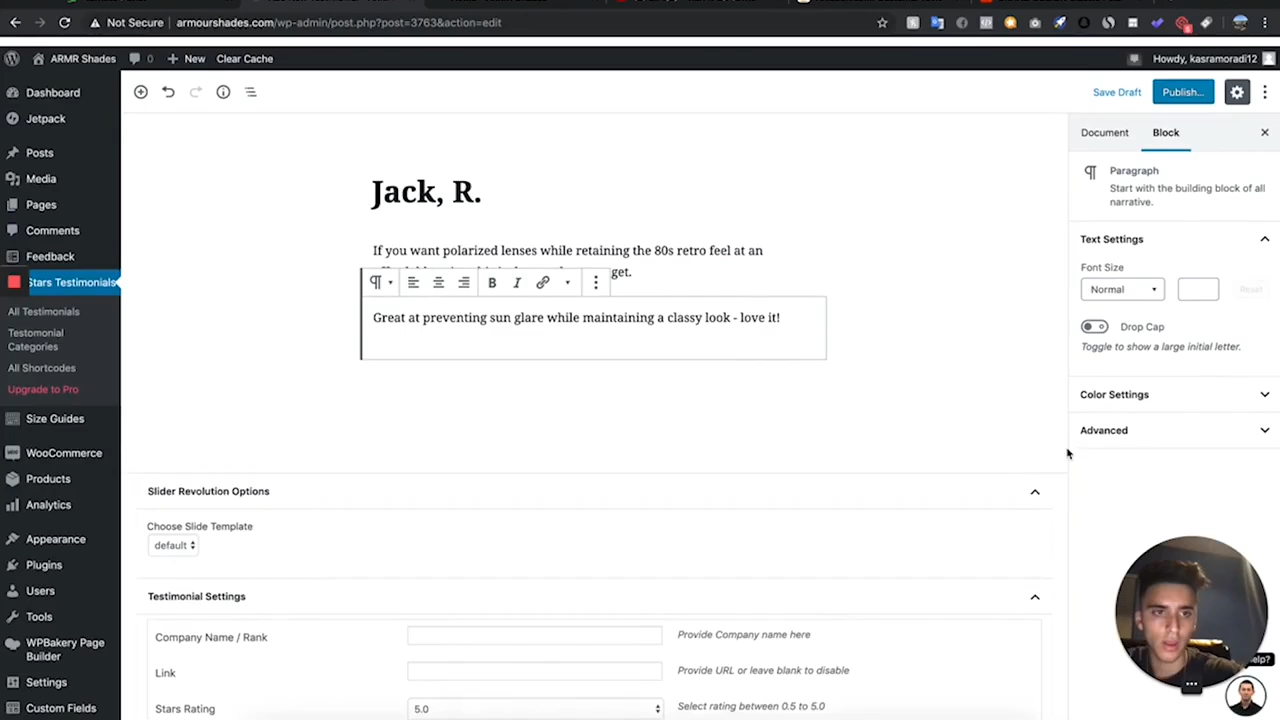 Not Secure armourshades.com/wp-admin/post.php?post=3763&action=edit
ARMR Shades 0 New Clear Cache Howdy, kasramoradi12
Dashboard
Jetpack
Posts
Media
Pages
Comments
Feedback
Stars Testimonials
All Testimonials
Testomonial
Categories
All Shortcodes
Upgrade to Pro
Size Guides
WooCommerce
Products
Analytics
Appearance
Plugins
Users
Tools
WPBakery Page
Builder
Settings
Custom Fields
Save Draft Publish...
Jack, R.
If you want polarized lenses while retaining the 80s retro feel at an
get.
B I
Great at preventing sun glare while maintaining a classy look - love it!
Slider Revolution Options
Choose Slide Template
default
Testimonial Settings
Company Name / Rank Provide Company name here
Link Provide URL or leave blank to disable
Stars Rating 5.0 Select rating between 0.5 to 5.0
Document Block
Paragraph
Start with the building block of all
narrative.
Text Settings
Font Size
Normal Reset
Drop Cap
Toggle to show a large initial letter.
Color Settings
Advanced
elp?